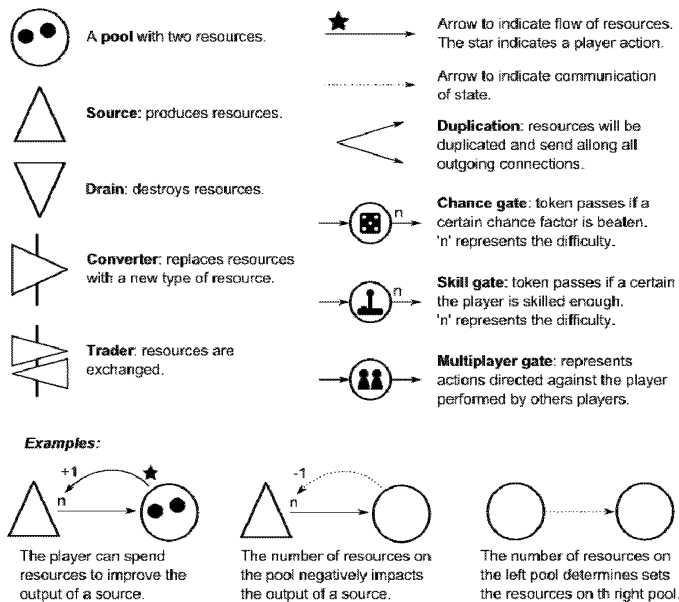 A pool with two resources.
Source: produces resources.
Drain: destroys resources.
Converter: replaces resources
with a new type of resource.
Trader: resources are
exchanged.
Arrow to indicate flow of resources.
The star indicates a player action.
Arrow to indicate communication
of state.
Duplication: resources will be
duplicated and send allong all
outgoing connections.
n
Chance gate: token passes if a
certain chance factor is beaten.
'n' represents the difficulty.
n
Skill gate: token passes if a certain
the player is skilled enough.
'n' represents the difficulty.
Multiplayer gate: represents
actions directed against the player
performed by others players.
Examples:
+1
n
The player can spend
resources to improve the
output of a source.
-1
n
The number of resources on
the pool negatively impacts
the output of a source.
The number of resources on
the left pool determines sets
the resources on th right pool.